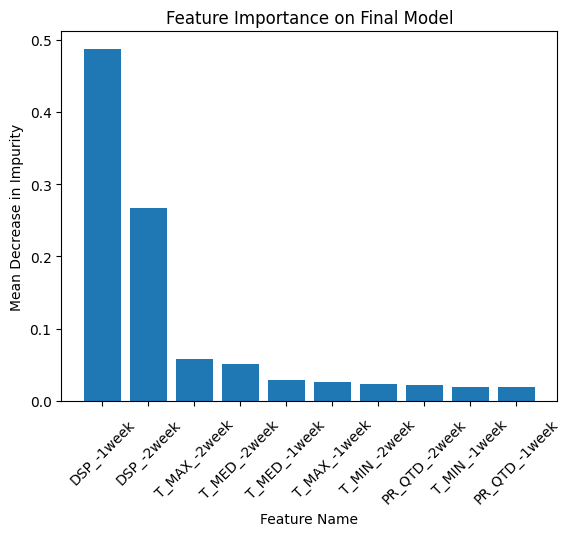 Feature Importance on Final Model
Mean Decrease in Impurity
0.5
0.4
0.3
0.2
0.1
0.0
DSP_-1week
DSP_-2week
T_MAX_-2week
T_MED_-2week
T_MED_-1week
T_MAX_-1week
T_MIN_-2week
PR_QTD_-2week
T_MIN_-1week
PR_QTD_-1week
Feature Name